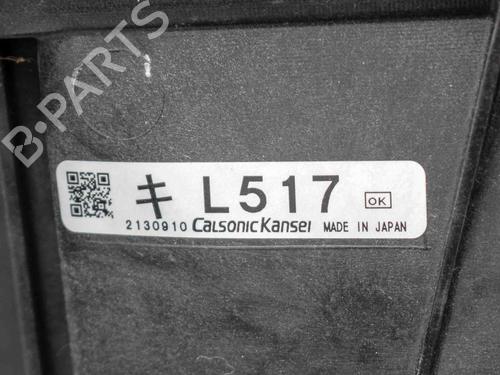 B-PARTS
キ L517 OK
2130910 CalsonicKansei MADE IN JAPAN